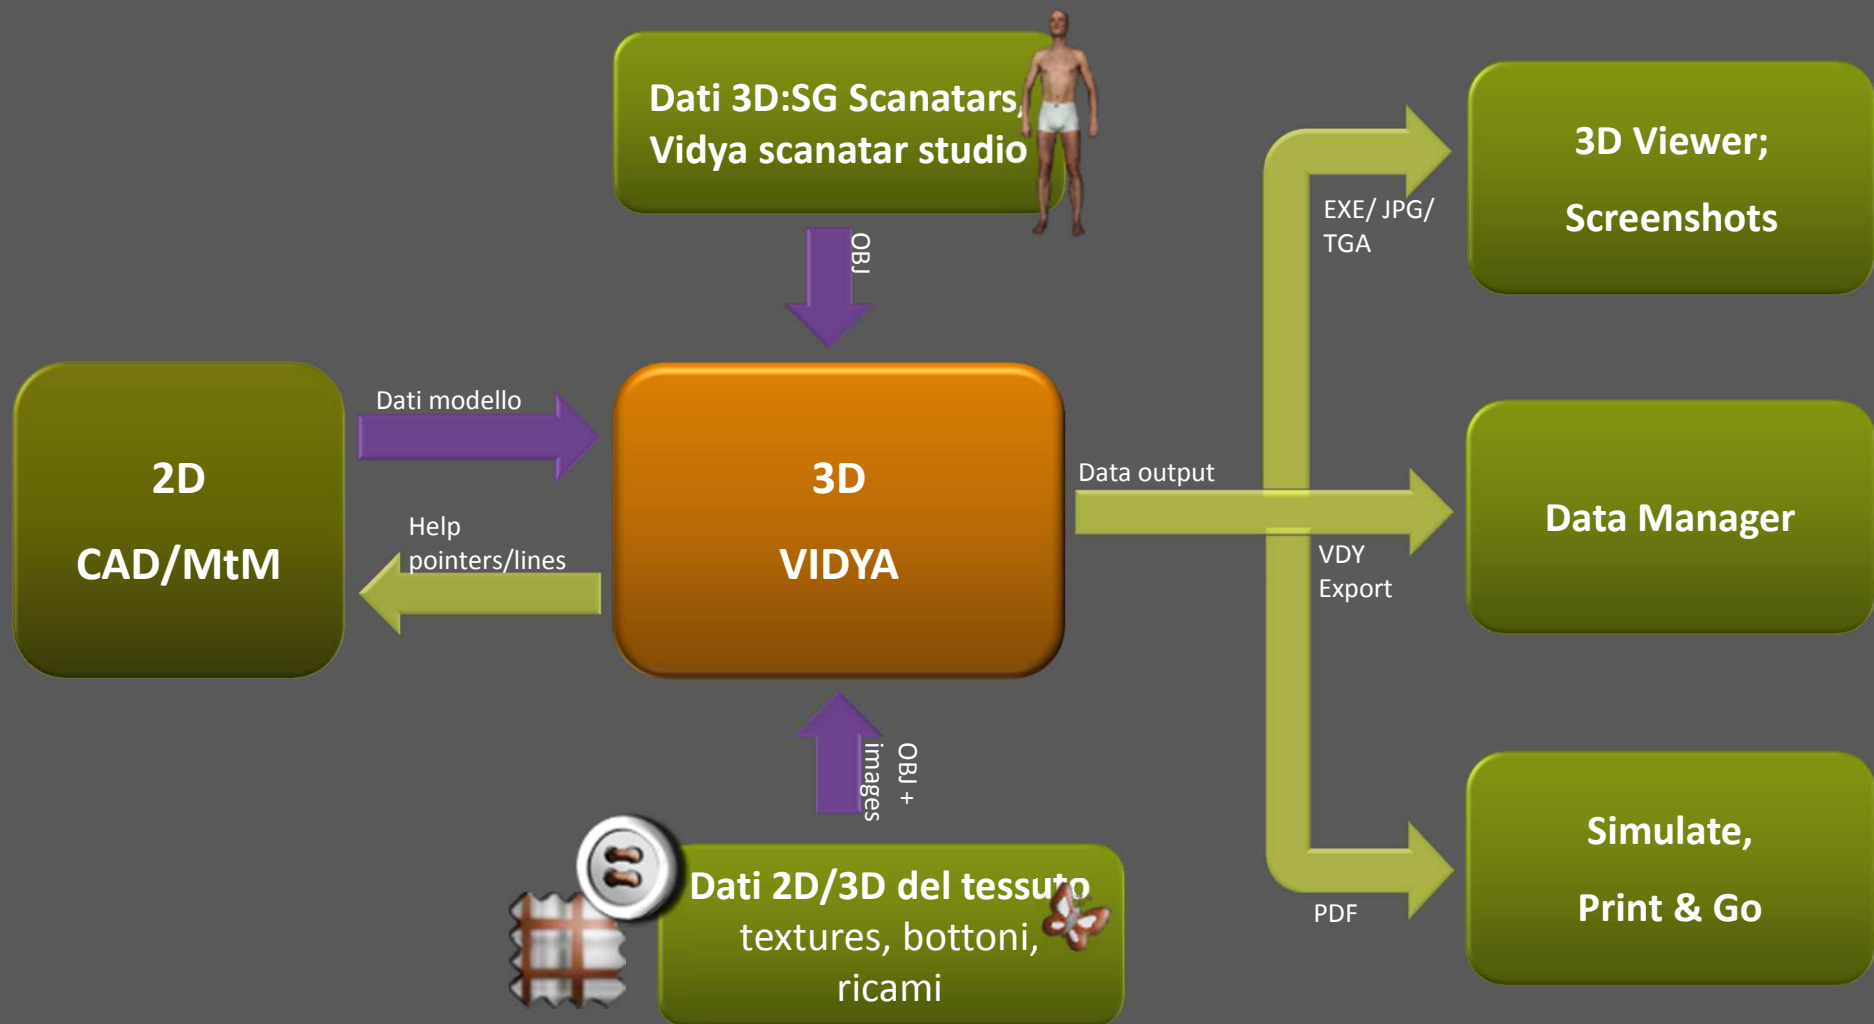 Dati 3D:SG Scanatars,
Vidya scanatar studio
OBJ
2D
CAD/MtM
Dati modello
Help
pointers/lines
3D
VIDYA
Data output
EXE/ JPG/
TGA
3D Viewer;
Screenshots
VDY
Export
Data Manager
PDF
Simulate,
Print & Go
OBJ +
images
Dati 2D/3D del tessuto
textures, bottoni,
ricami